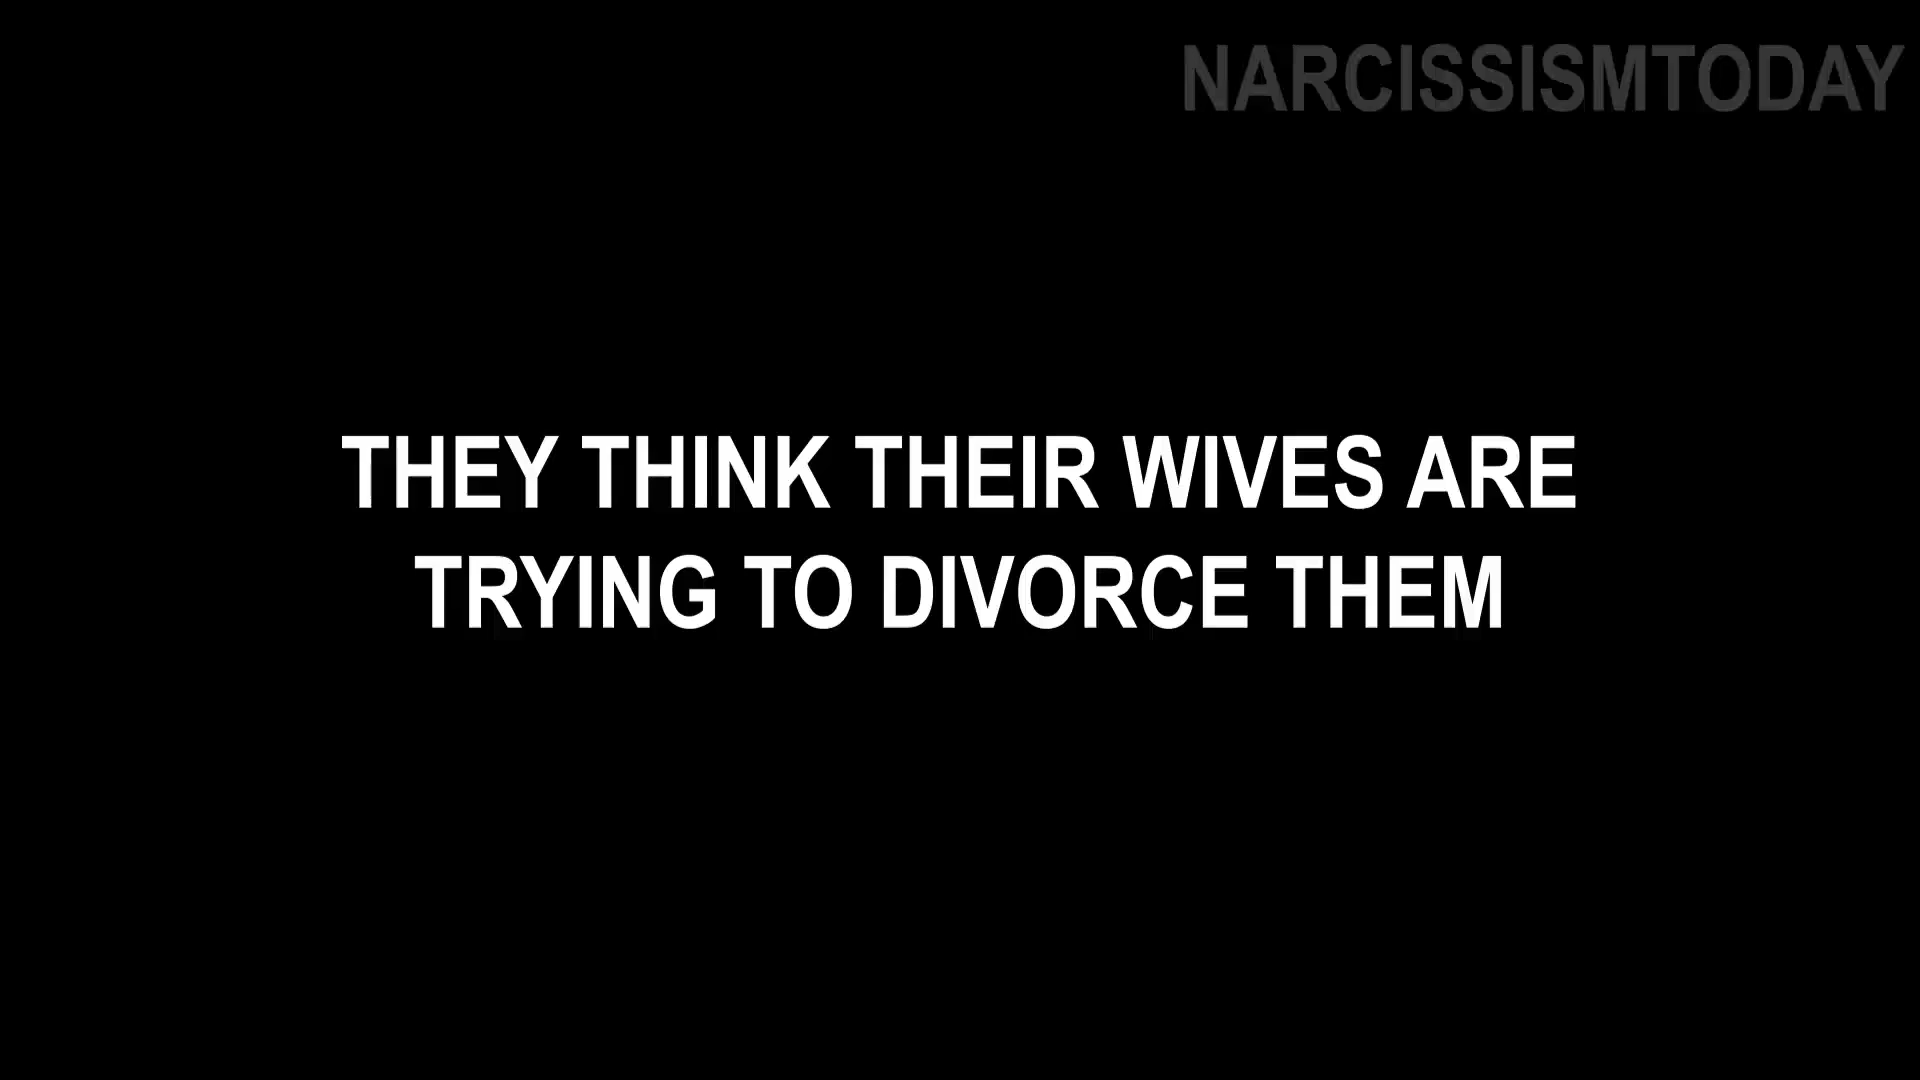 NARCISSISMTODAY
THEY THINK THEIR WIVES ARE
TRYING TO DIVORCE THEM